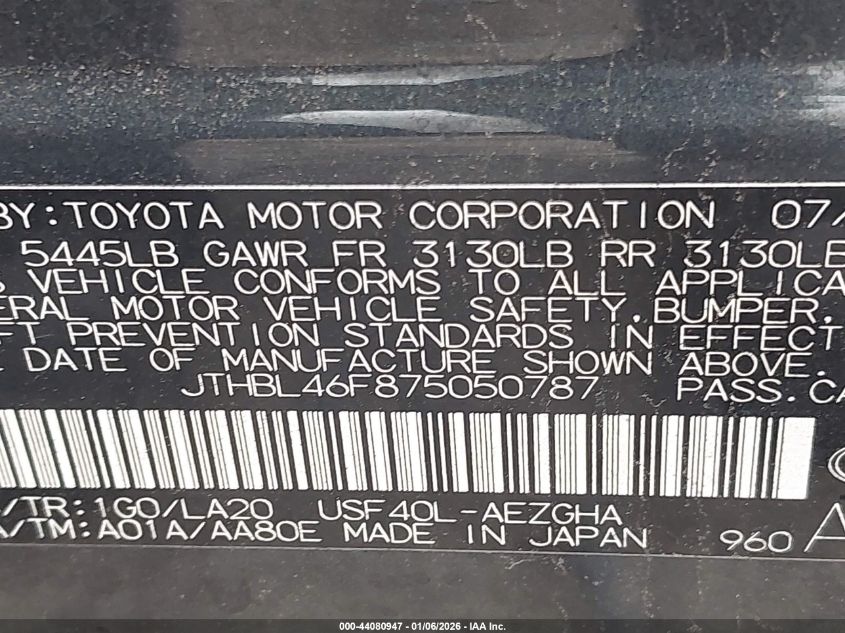 BY:TOYOTA MOTOR CORPORATION 07/
5445LB GAWR FR 3130LB RR 3130LB
S VEHICLE CONFORMS TO ALL APPLICA
ERAL MOTOR VEHICLE SAFETY,BUMPER,
FT PREVENTION STANDARDS IN EFFECT
E DATE OF MANUFACTURE SHOWN ABOVE.
JTHBL46F875050787 PASS.CA
/TR:1G0/LA20 USF40L-AEZGHA
A/TM:A01A/AA80E MADE IN JAPAN 960 A
000-44080947 - 01/06/2026 - IAA Inc.